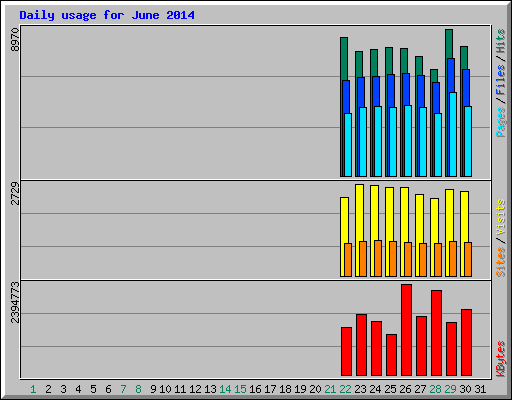 Daily usage for June 2014
8970
Pages / Files / Hits
2729
Sites / Visits
2394773
KBytes
1 2 3 4 5 6 7 8 9 10 11 12 13 14 15 16 17 18 19 20 21 22 23 24 25 26 27 28 29 30 31